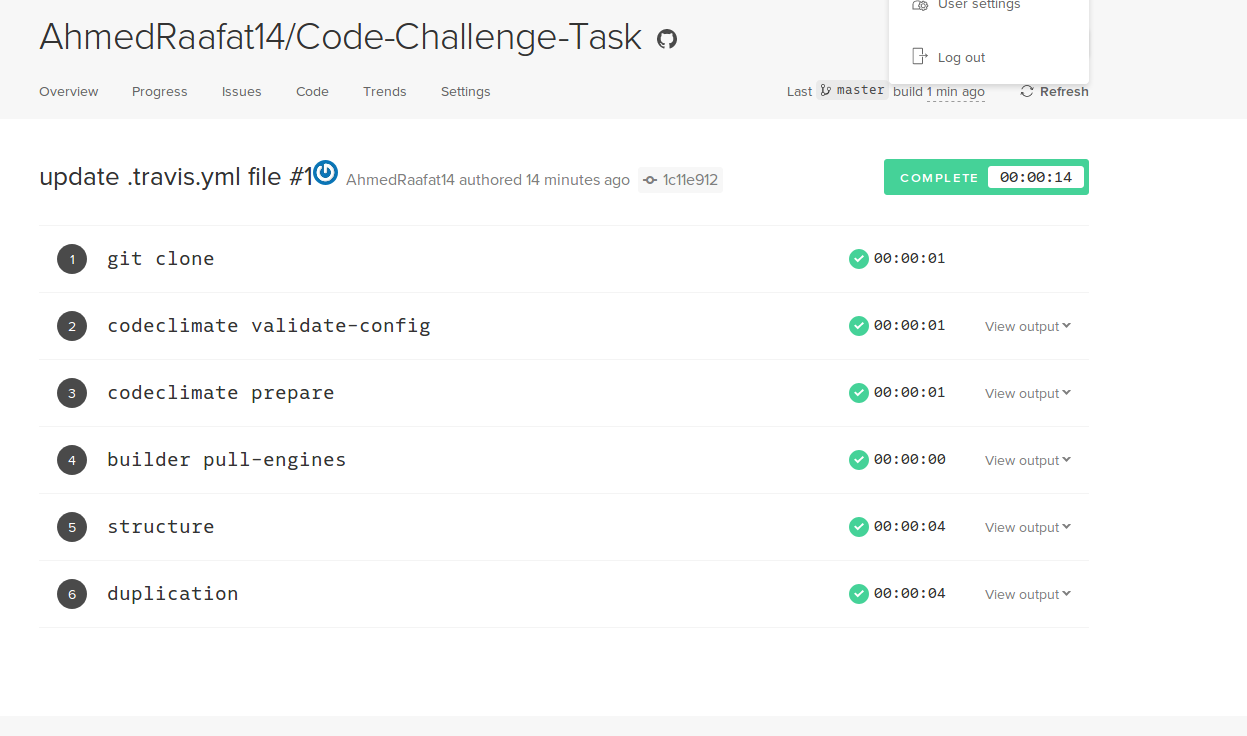 User settings
AhmedRaafat14/Code-Challenge-Task
Log out
Overview Progress Issues Code Trends Settings Last master build 1 min ago Refresh
update .travis.yml file #1 AhmedRaafat14 authored 14 minutes ago 1c11e912 COMPLETE 00:00:14
1 git clone 00:00:01
2 codeclimate validate-config 00:00:01 View output
3 codeclimate prepare 00:00:01 View output
4 builder pull-engines 00:00:00 View output
5 structure 00:00:04 View output
6 duplication 00:00:04 View output